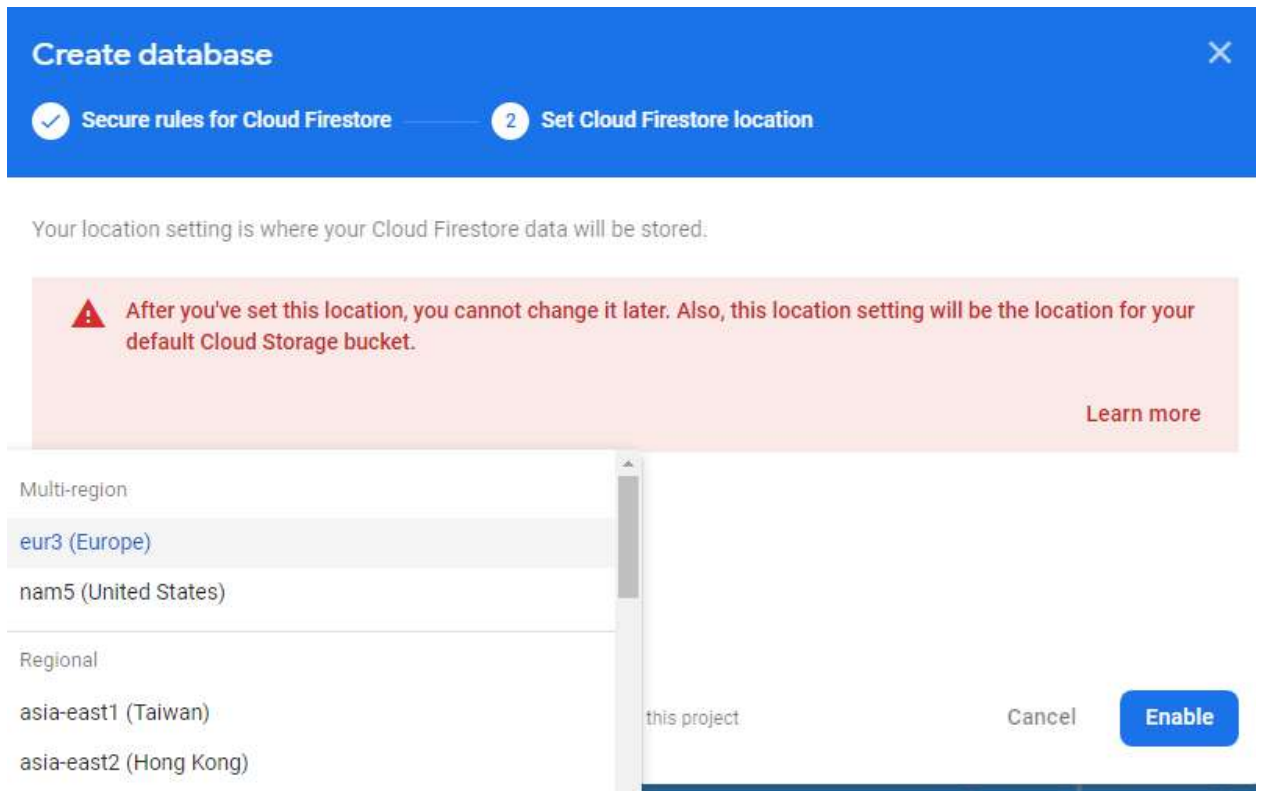 Create database
Secure rules for Cloud Firestore
2 Set Cloud Firestore location
Your location setting is where your Cloud Firestore data will be stored.
After you've set this location, you cannot change it later. Also, this location setting will be the location for your
default Cloud Storage bucket.
Learn more
Multi-region
eur3 (Europe)
nam5 (United States)
Regional
asia-east1 (Taiwan)
this project
Cancel
Enable
asia-east2 (Hong Kong)